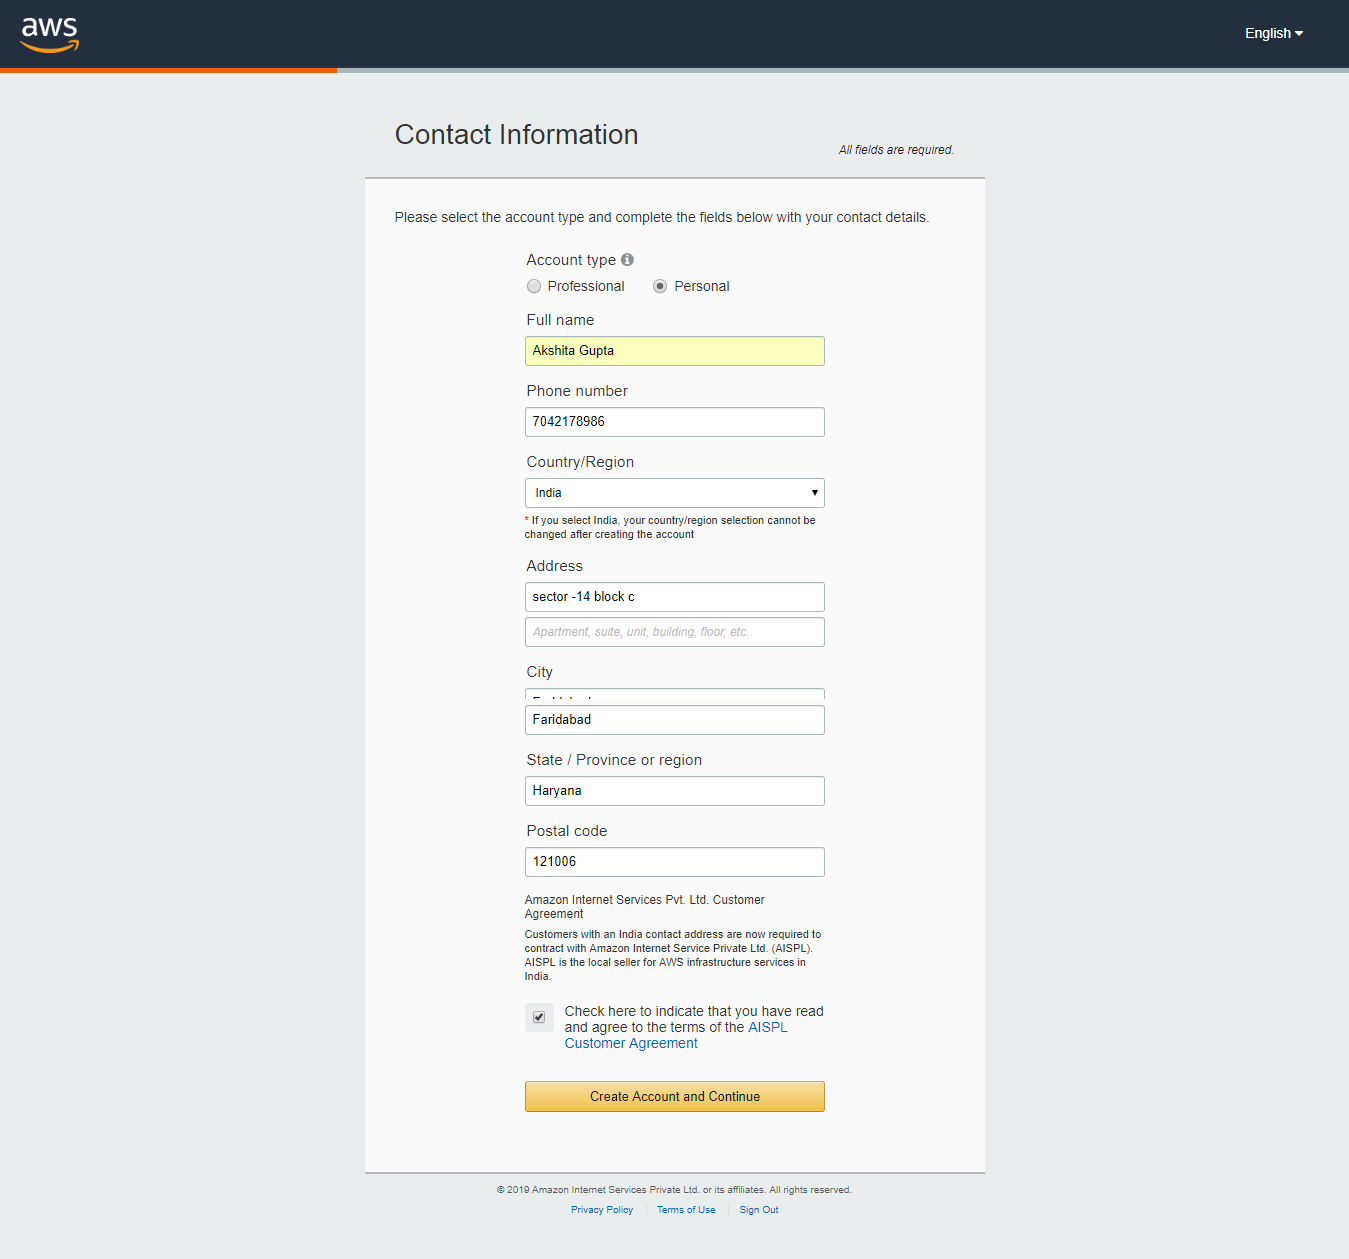 aws
English
Contact Information
All fields are required.
Please select the account type and complete the fields below with your contact details.
Account type
Professional Personal
Full name
Akshita Gupta
Phone number
7042178986
Country/Region
India
* If you select India, your country/region selection cannot be
changed after creating the account
Address
sector -14 block c
Apartment, suite, unit, building, floor, etc.
City
Faridabad
State / Province or region
Haryana
Postal code
121006
Amazon Internet Services Pvt. Ltd. Customer
Agreement
Customers with an India contact address are now required to
contract with Amazon Internet Service Private Ltd. (AISPL).
AISPL is the local seller for AWS infrastructure services in
India.
Check here to indicate that you have read
and agree to the terms of the AISPL
Customer Agreement
Create Account and Continue
© 2019 Amazon Internet Services Private Ltd. or its affiliates. All rights reserved.
Privacy Policy Terms of Use Sign Out